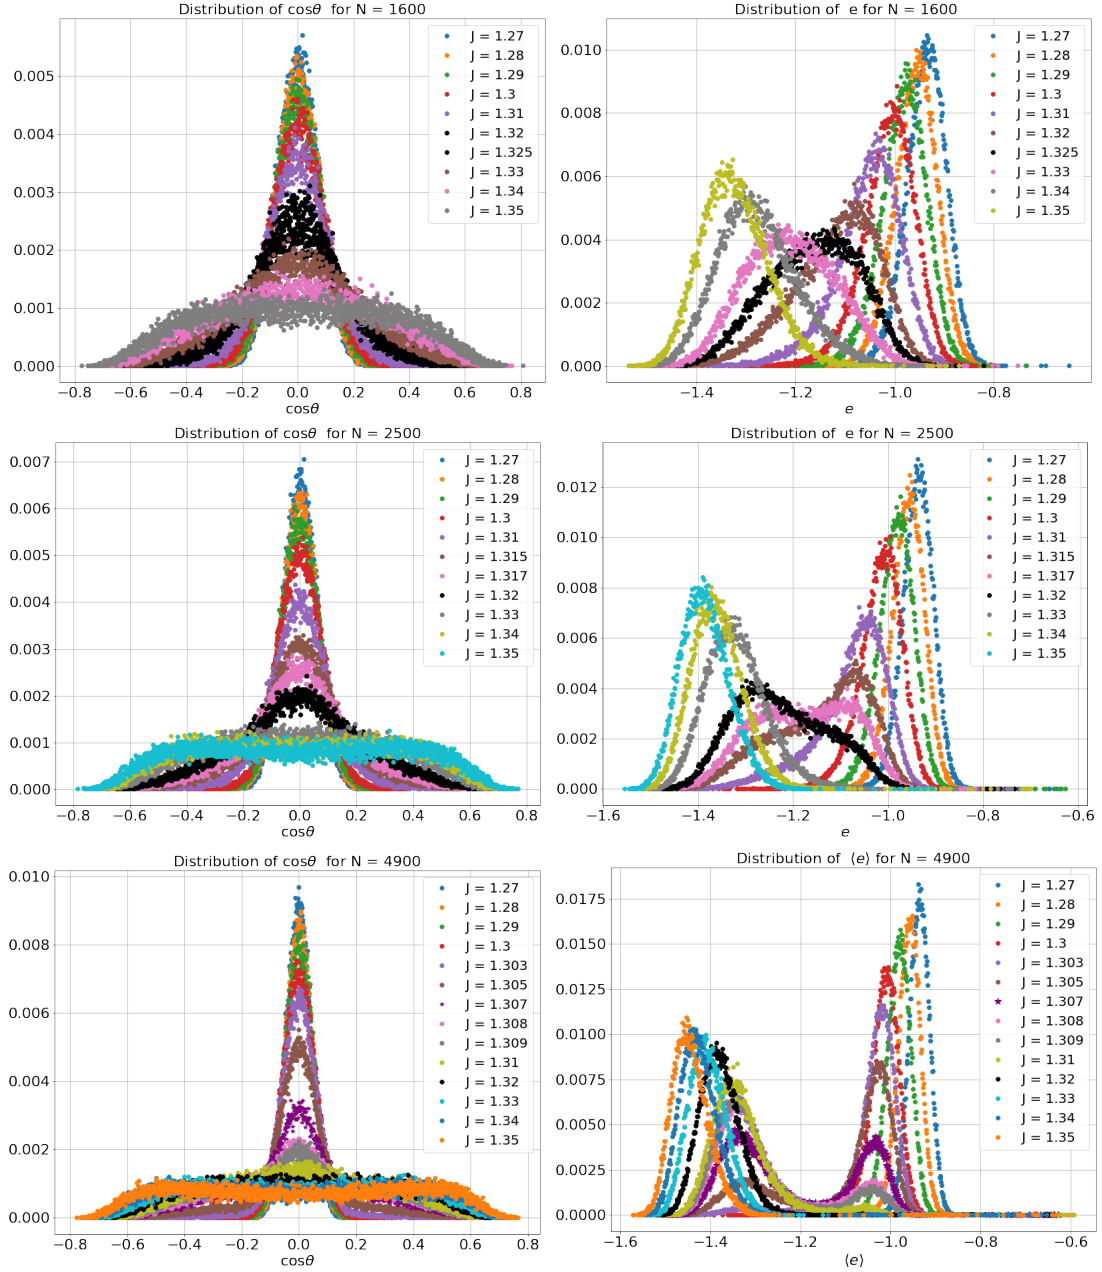 Distribution of cosθ for N = 1600
0.005
0.004
0.003
0.002
0.001
0.000
−0.8 −0.6 −0.4 −0.2 0.0 0.2 0.4 0.6 0.8
cosθ
J = 1.27
J = 1.28
J = 1.29
J = 1.3
J = 1.31
J = 1.32
J = 1.325
J = 1.33
J = 1.34
J = 1.35
Distribution of e for N = 1600
0.010
0.008
0.006
0.004
0.002
0.000
−1.4 −1.2 −1.0 −0.8
e
J = 1.27
J = 1.28
J = 1.29
J = 1.3
J = 1.31
J = 1.32
J = 1.325
J = 1.33
J = 1.34
J = 1.35
Distribution of cosθ for N = 2500
0.007
0.006
0.005
0.004
0.003
0.002
0.001
0.000
−0.8 −0.6 −0.4 −0.2 0.0 0.2 0.4 0.6 0.8
cosθ
J = 1.27
J = 1.28
J = 1.29
J = 1.3
J = 1.31
J = 1.315
J = 1.317
J = 1.32
J = 1.33
J = 1.34
J = 1.35
Distribution of e for N = 2500
0.012
0.010
0.008
0.006
0.004
0.002
0.000
−1.6 −1.4 −1.2 −1.0 −0.8 −0.6
e
J = 1.27
J = 1.28
J = 1.29
J = 1.3
J = 1.31
J = 1.315
J = 1.317
J = 1.32
J = 1.33
J = 1.34
J = 1.35
Distribution of cosθ for N = 4900
0.010
0.008
0.006
0.004
0.002
0.000
−0.8 −0.6 −0.4 −0.2 0.0 0.2 0.4 0.6 0.8
cosθ
J = 1.27
J = 1.28
J = 1.29
J = 1.3
J = 1.303
J = 1.305
J = 1.307
J = 1.308
J = 1.309
J = 1.31
J = 1.32
J = 1.33
J = 1.34
J = 1.35
Distribution of ⟨e⟩ for N = 4900
0.0175
0.0150
0.0125
0.0100
0.0075
0.0050
0.0025
0.0000
−1.6 −1.4 −1.2 −1.0 −0.8 −0.6
⟨e⟩
J = 1.27
J = 1.28
J = 1.29
J = 1.3
J = 1.303
J = 1.305
J = 1.307
J = 1.308
J = 1.309
J = 1.31
J = 1.32
J = 1.33
J = 1.34
J = 1.35